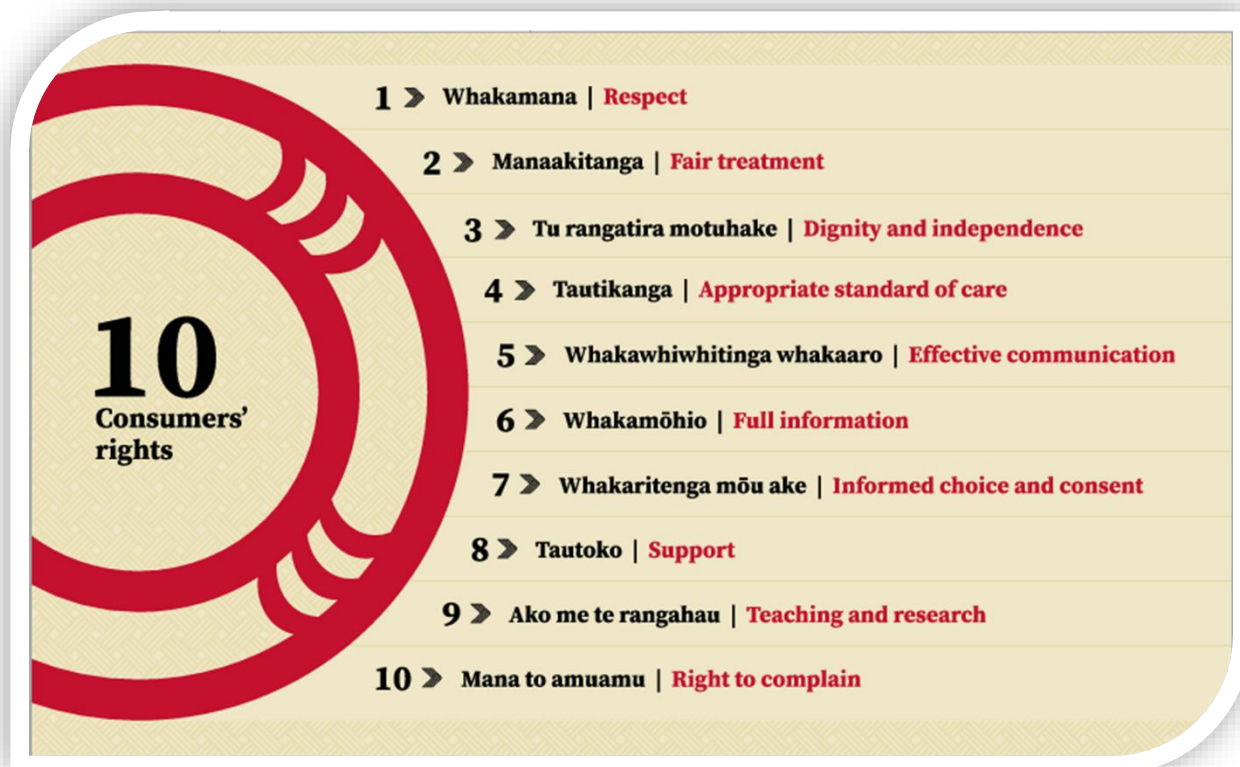 10
Consumers’
rights
1 Whakamana | Respect
2 Manaakitanga | Fair treatment
3 Tu rangatira motuhake | Dignity and independence
4 Tautikanga | Appropriate standard of care
5 Whakawhiwhitinga whakaaro | Effective communication
6 Whakamōhio | Full information
7 Whakaritenga mōu ake | Informed choice and consent
8 Tautoko | Support
9 Ako me te rangahau | Teaching and research
10 Mana to amuamu | Right to complain